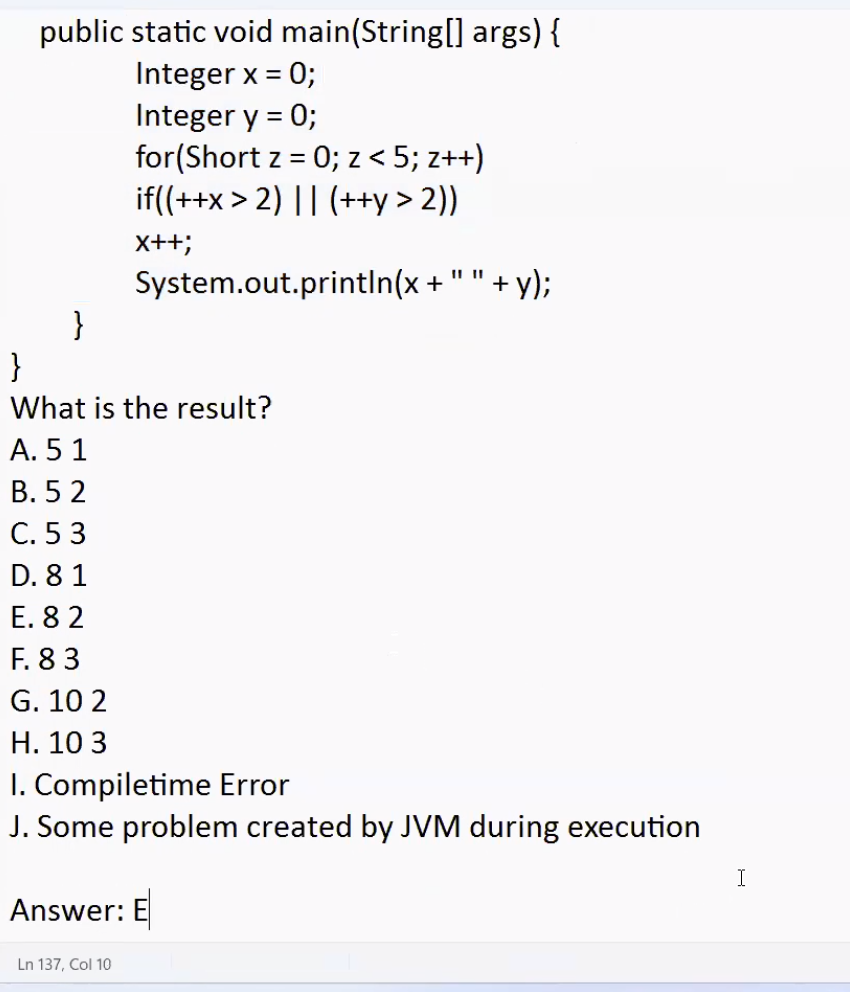 public static void main(String[] args) {
Integer x = 0;
Integer y = 0;
for(Short z = 0; z < 5; z++)
if((++x > 2) || (++y > 2))
x++;
System.out.println(x + " " + y);
}
}
What is the result?
A. 5 1
B. 5 2
C. 5 3
D. 8 1
E. 8 2
F. 8 3
G. 10 2
H. 10 3
I. Compiletime Error
J. Some problem created by JVM during execution
Answer: E
Ln 137, Col 10